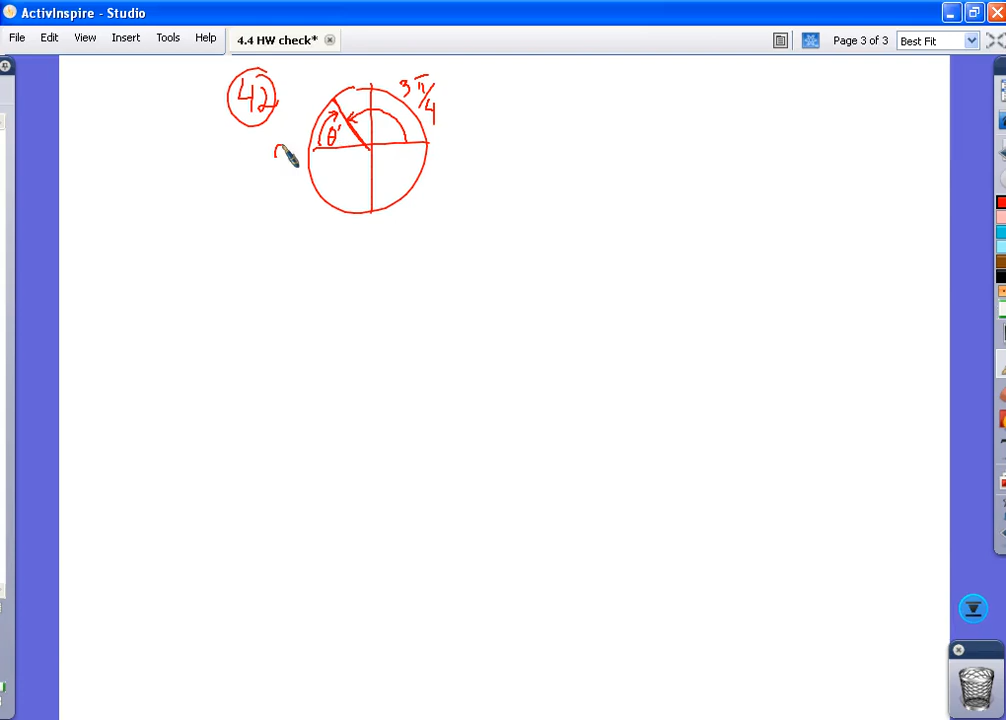 ActivInspire - Studio
File Edit View Insert Tools Help 4.4 HW check* Page 3 of 3 Best Fit
42
3π/4
θ'